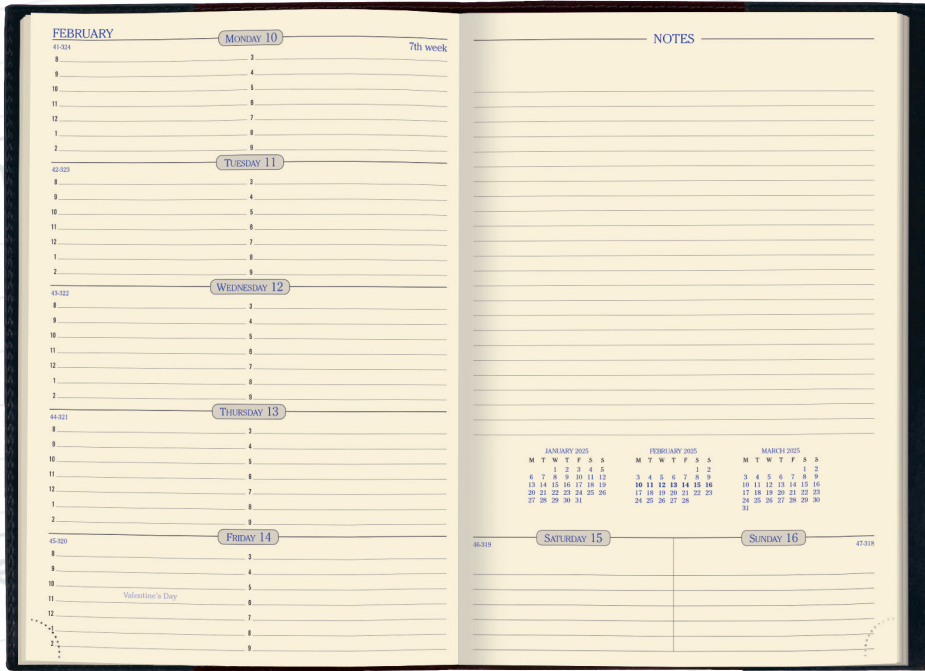 FEBRUARY
MONDAY 10
41-324
7th week
8 3
9 4
10 5
11 6
12 7
1 8
2 9
TUESDAY 11
42-323
8 3
9 4
10 5
11 6
12 7
1 8
2 9
WEDNESDAY 12
43-322
8 3
9 4
10 5
11 6
12 7
1 8
2 9
THURSDAY 13
44-321
8 3
9 4
10 5
11 6
12 7
1 8
2 9
FRIDAY 14
45-320
8 3
9 4
10 5
11 Valentine's Day 6
12 7
1 8
2 9
NOTES
JANUARY 2025
M T W T F S S
1 2 3 4 5
6 7 8 9 10 11 12
13 14 15 16 17 18 19
20 21 22 23 24 25 26
27 28 29 30 31
FEBRUARY 2025
M T W T F S S
1 2
3 4 5 6 7 8 9
10 11 12 13 14 15 16
17 18 19 20 21 22 23
24 25 26 27 28
MARCH 2025
M T W T F S S
1 2
3 4 5 6 7 8 9
10 11 12 13 14 15 16
17 18 19 20 21 22 23
24 25 26 27 28 29 30
31
SATURDAY 15
46-319
SUNDAY 16
47-318